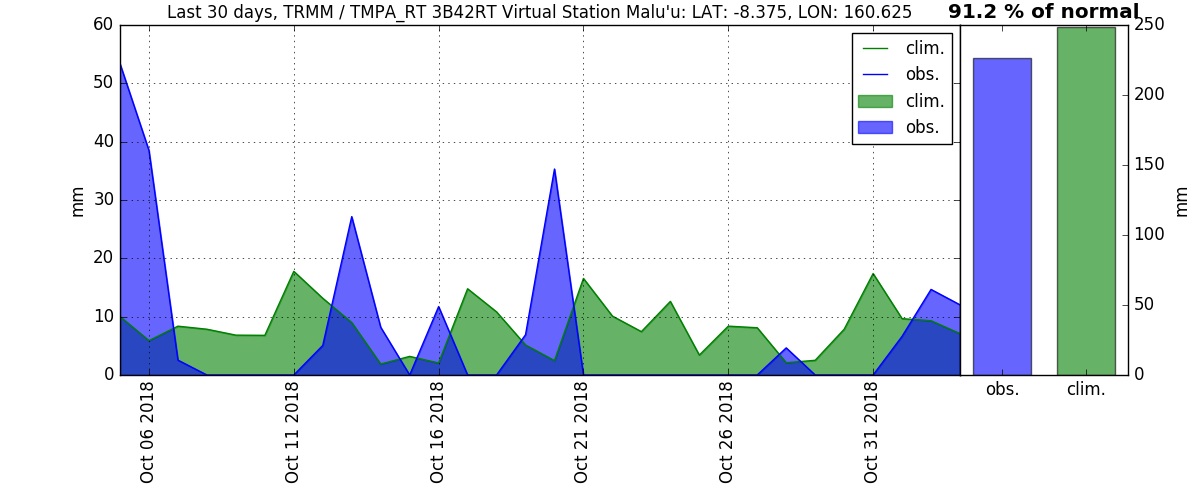 Last 30 days, TRMM / TMPA_RT 3B42RT Virtual Station Malu'u: LAT: -8.375, LON: 160.625
91.2 % of normal
60
50
40
30
20
10
0
mm
clim.
obs.
clim.
obs.
250
200
150
100
50
0
mm
obs.
clim.
Oct 06 2018
Oct 11 2018
Oct 16 2018
Oct 21 2018
Oct 26 2018
Oct 31 2018